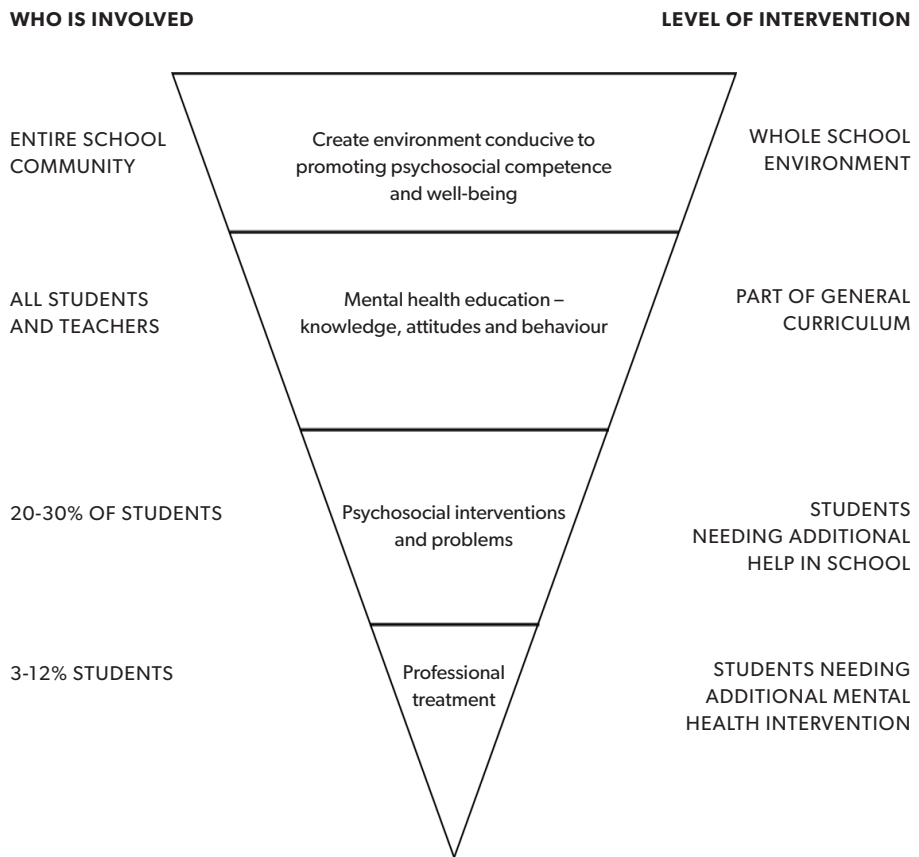 WHO IS INVOLVED
LEVEL OF INTERVENTION
ENTIRE SCHOOL
COMMUNITY
Create environment conducive to
promoting psychosocial competence
and well-being
WHOLE SCHOOL
ENVIRONMENT
ALL STUDENTS
AND TEACHERS
Mental health education –
knowledge, attitudes and behaviour
PART OF GENERAL
CURRICULUM
20-30% OF STUDENTS
Psychosocial interventions
and problems
STUDENTS
NEEDING ADDITIONAL
HELP IN SCHOOL
3-12% STUDENTS
Professional
treatment
STUDENTS NEEDING
ADDITIONAL MENTAL
HEALTH INTERVENTION